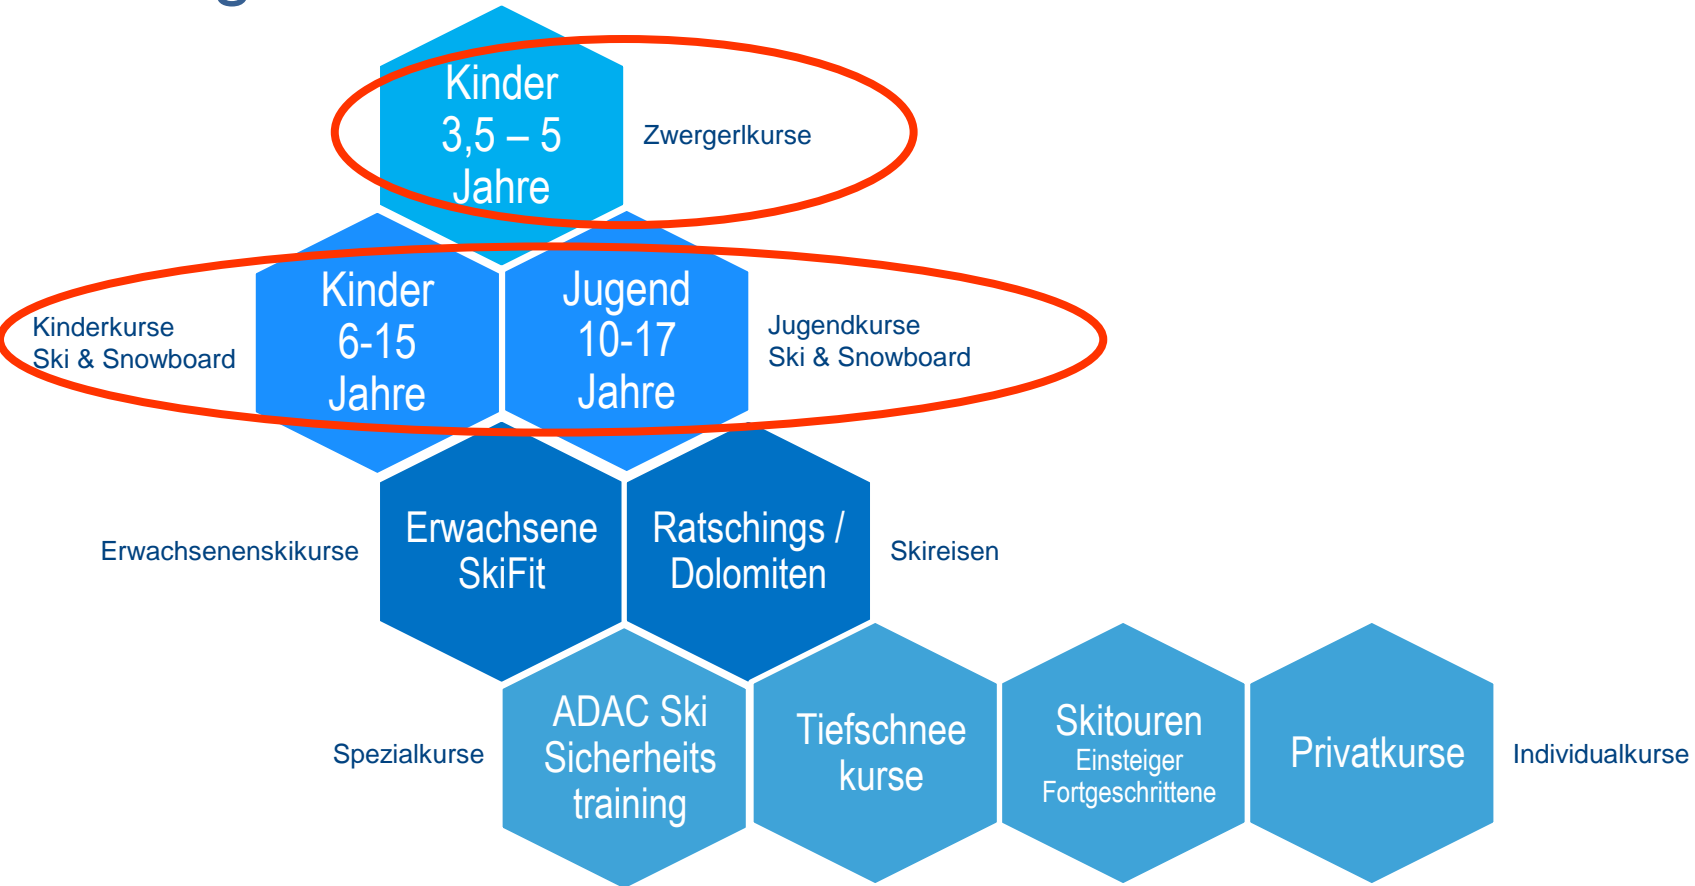 Kinder
3,5 – 5
Jahre
Zwergerlkurse
Kinderkurse
Ski & Snowboard
Kinder
6-15
Jahre
Jugend
10-17
Jahre
Jugendkurse
Ski & Snowboard
Erwachsenenskikurse
Erwachsene
SkiFit
Ratschings /
Dolomiten
Skireisen
Spezialkurse
ADAC Ski
Sicherheits
training
Tiefschnee
kurse
Skitouren
Einsteiger
Fortgeschrittene
Privatkurse
Individualkurse